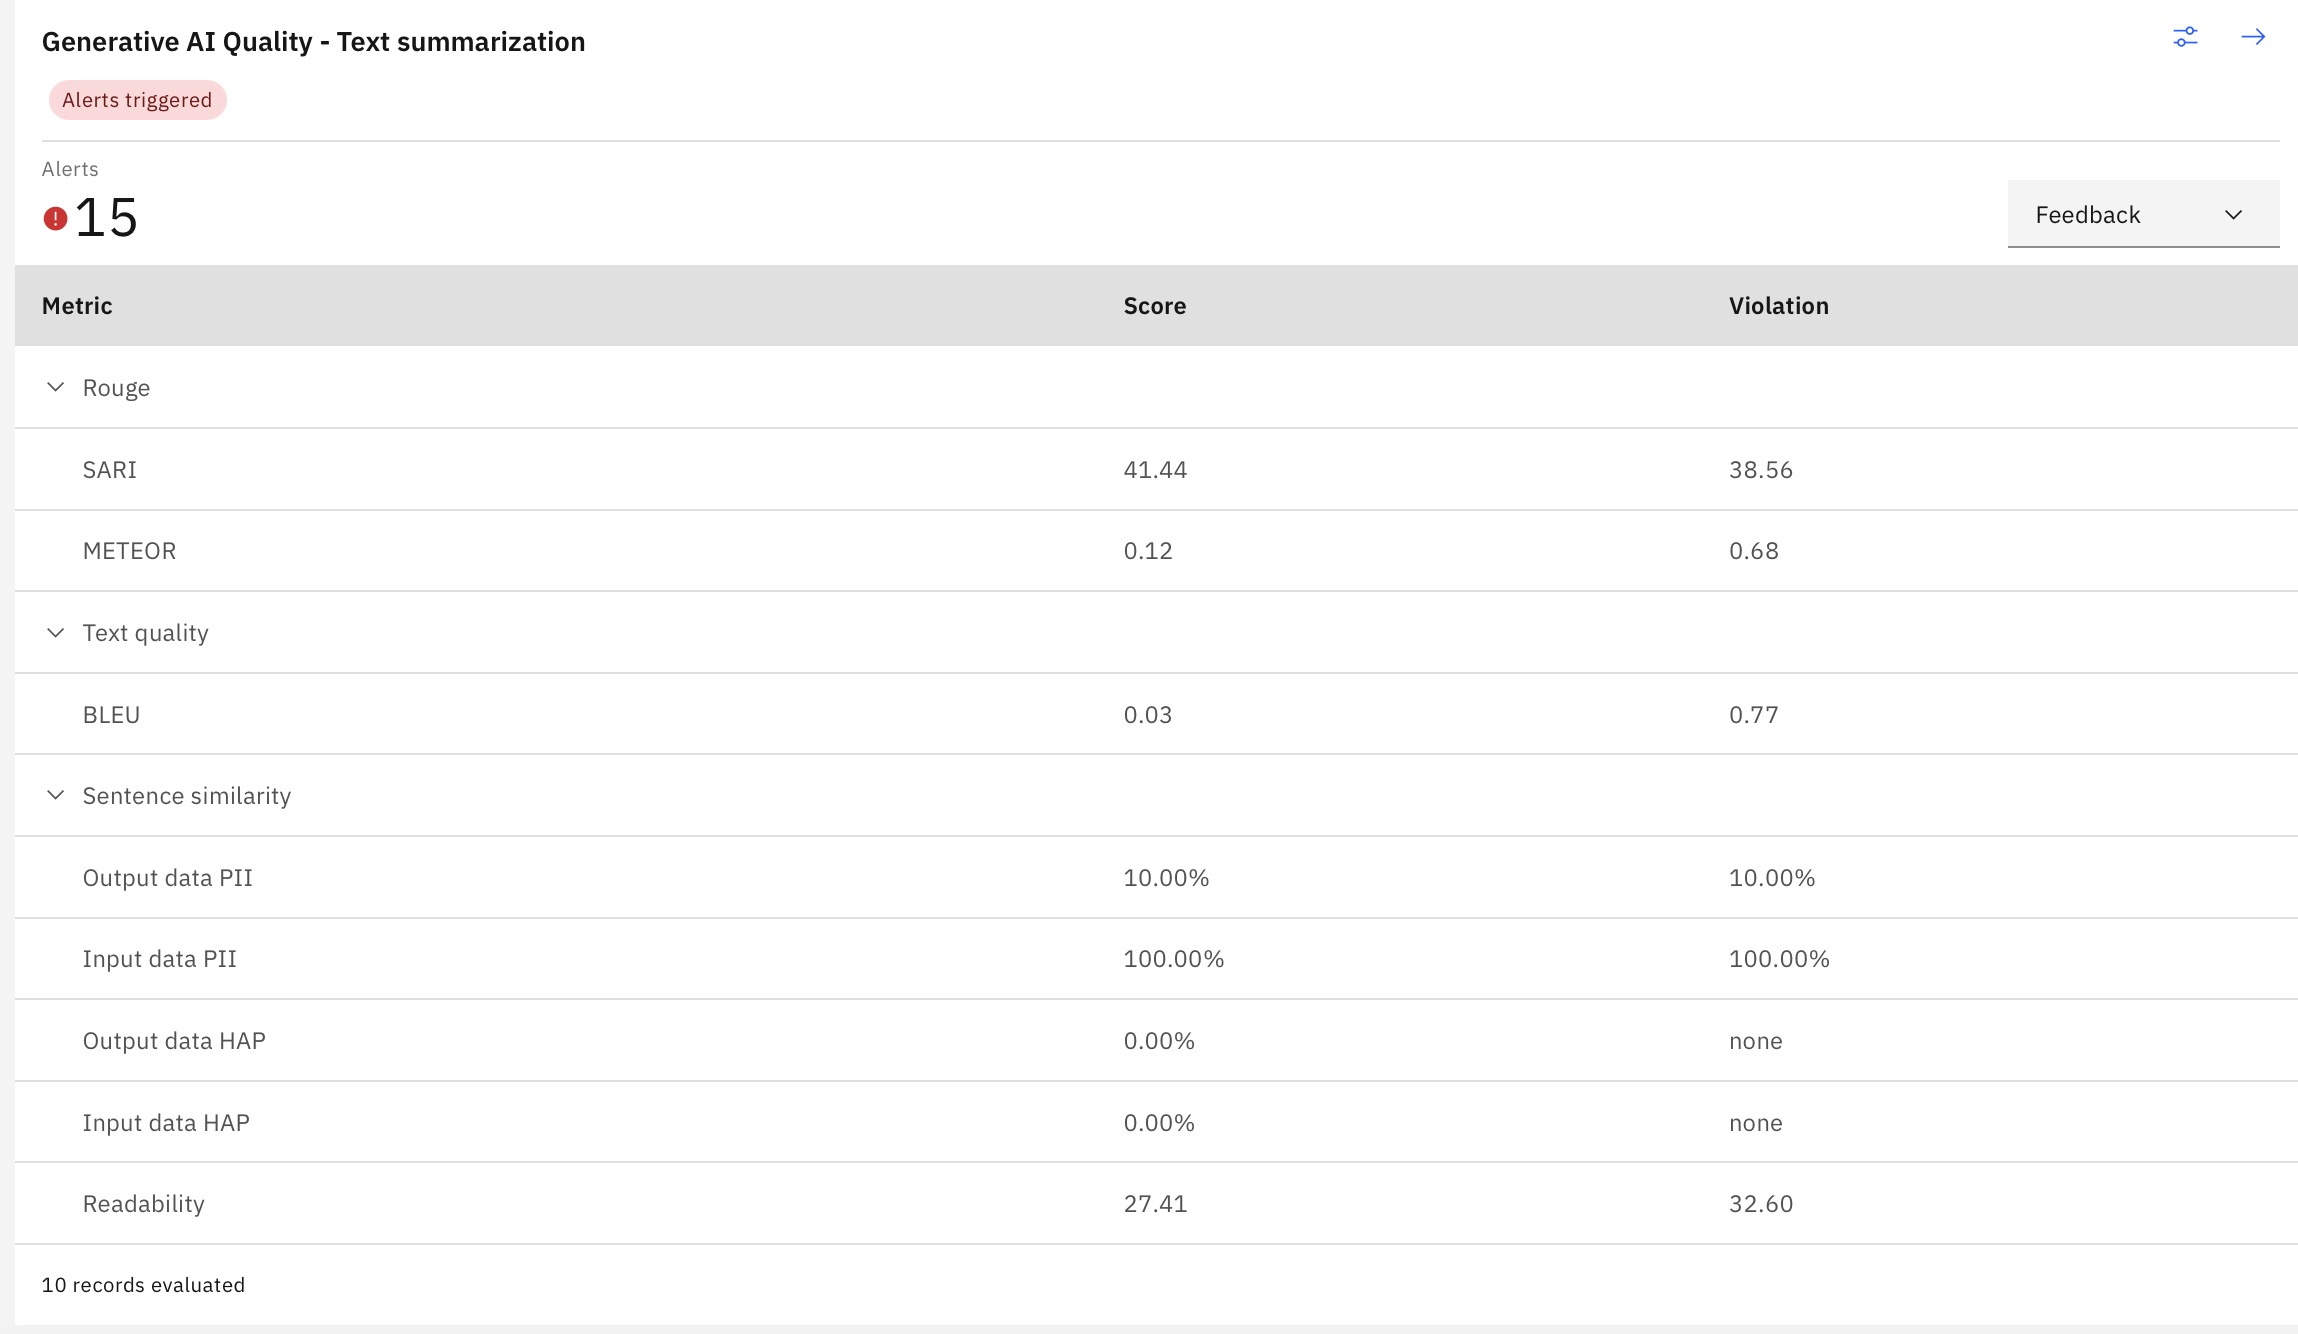 Generative AI Quality - Text summarization
Alerts triggered
Alerts
15
Feedback
Metric Score Violation
Rouge
SARI 41.44 38.56
METEOR 0.12 0.68
Text quality
BLEU 0.03 0.77
Sentence similarity
Output data PII 10.00% 10.00%
Input data PII 100.00% 100.00%
Output data HAP 0.00% none
Input data HAP 0.00% none
Readability 27.41 32.60
10 records evaluated